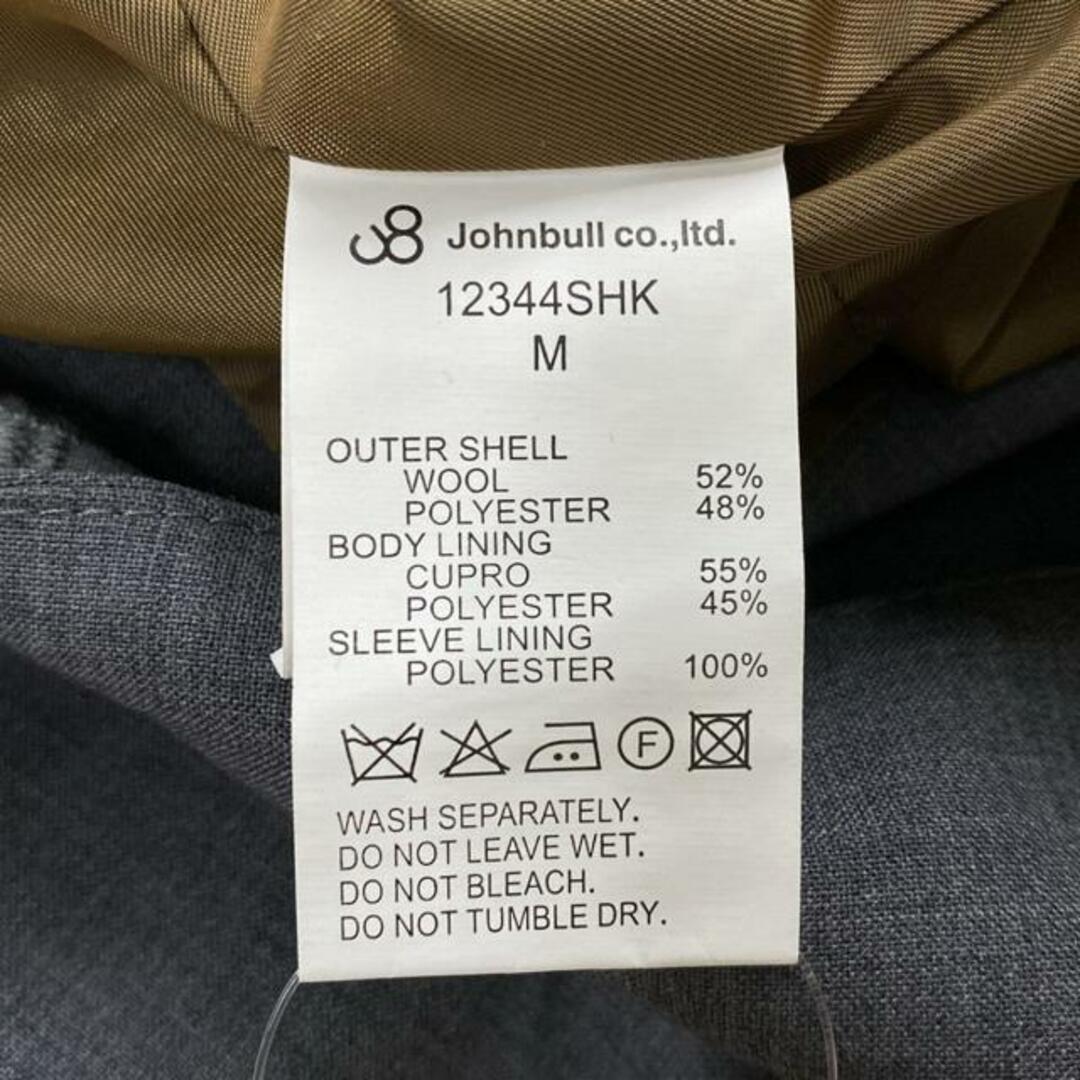 Johnbull co.,ltd.
12344SHK
M
OUTER SHELL
WOOL 52%
POLYESTER 48%
BODY LINING
CUPRO 55%
POLYESTER 45%
SLEEVE LINING
POLYESTER 100%
F
WASH SEPARATELY.
DO NOT LEAVE WET.
DO NOT BLEACH.
DO NOT TUMBLE DRY.